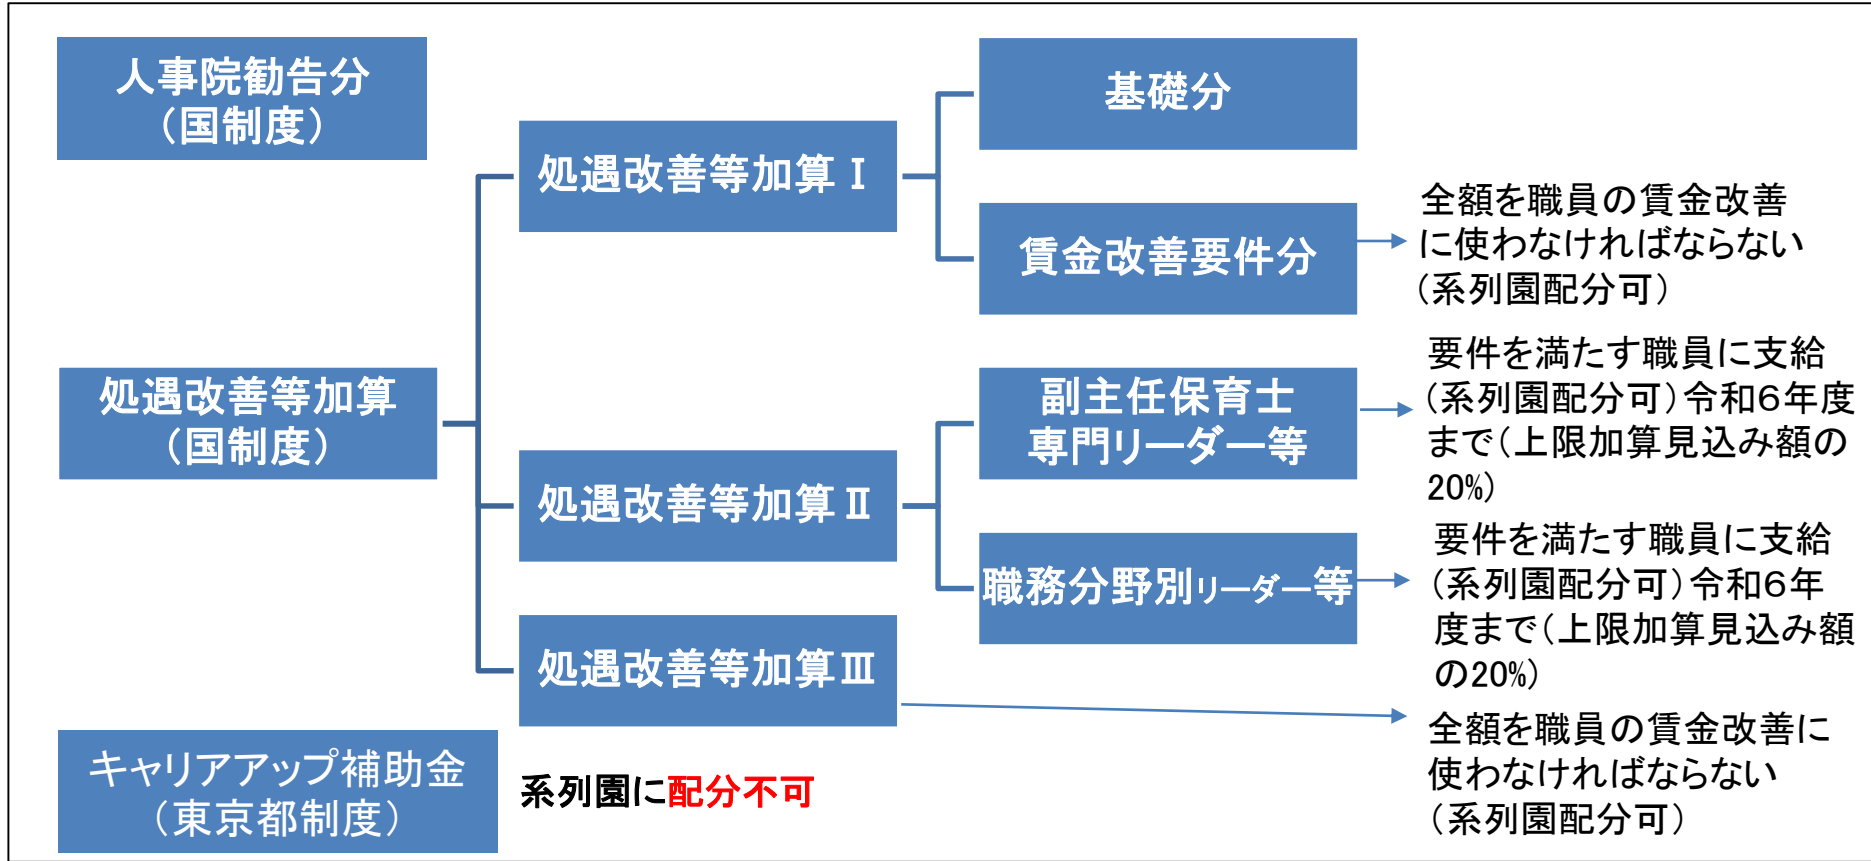 人事院勧告分
（国制度）
処遇改善等加算
（国制度）
キャリアアップ補助金
（東京都制度）
処遇改善等加算Ⅰ
処遇改善等加算Ⅱ
処遇改善等加算Ⅲ
系列園に配分不可
基礎分
賃金改善要件分
副主任保育士
専門リーダー等
職務分野別リーダー等
全額を職員の賃金改善
に使わなければならない
（系列園配分可）
要件を満たす職員に支給
（系列園配分可）令和６年度
まで（上限加算見込み額の
20%）
要件を満たす職員に支給
（系列園配分可）令和６年
度まで（上限加算見込み額
の20%）
全額を職員の賃金改善に
使わなければならない
（系列園配分可）